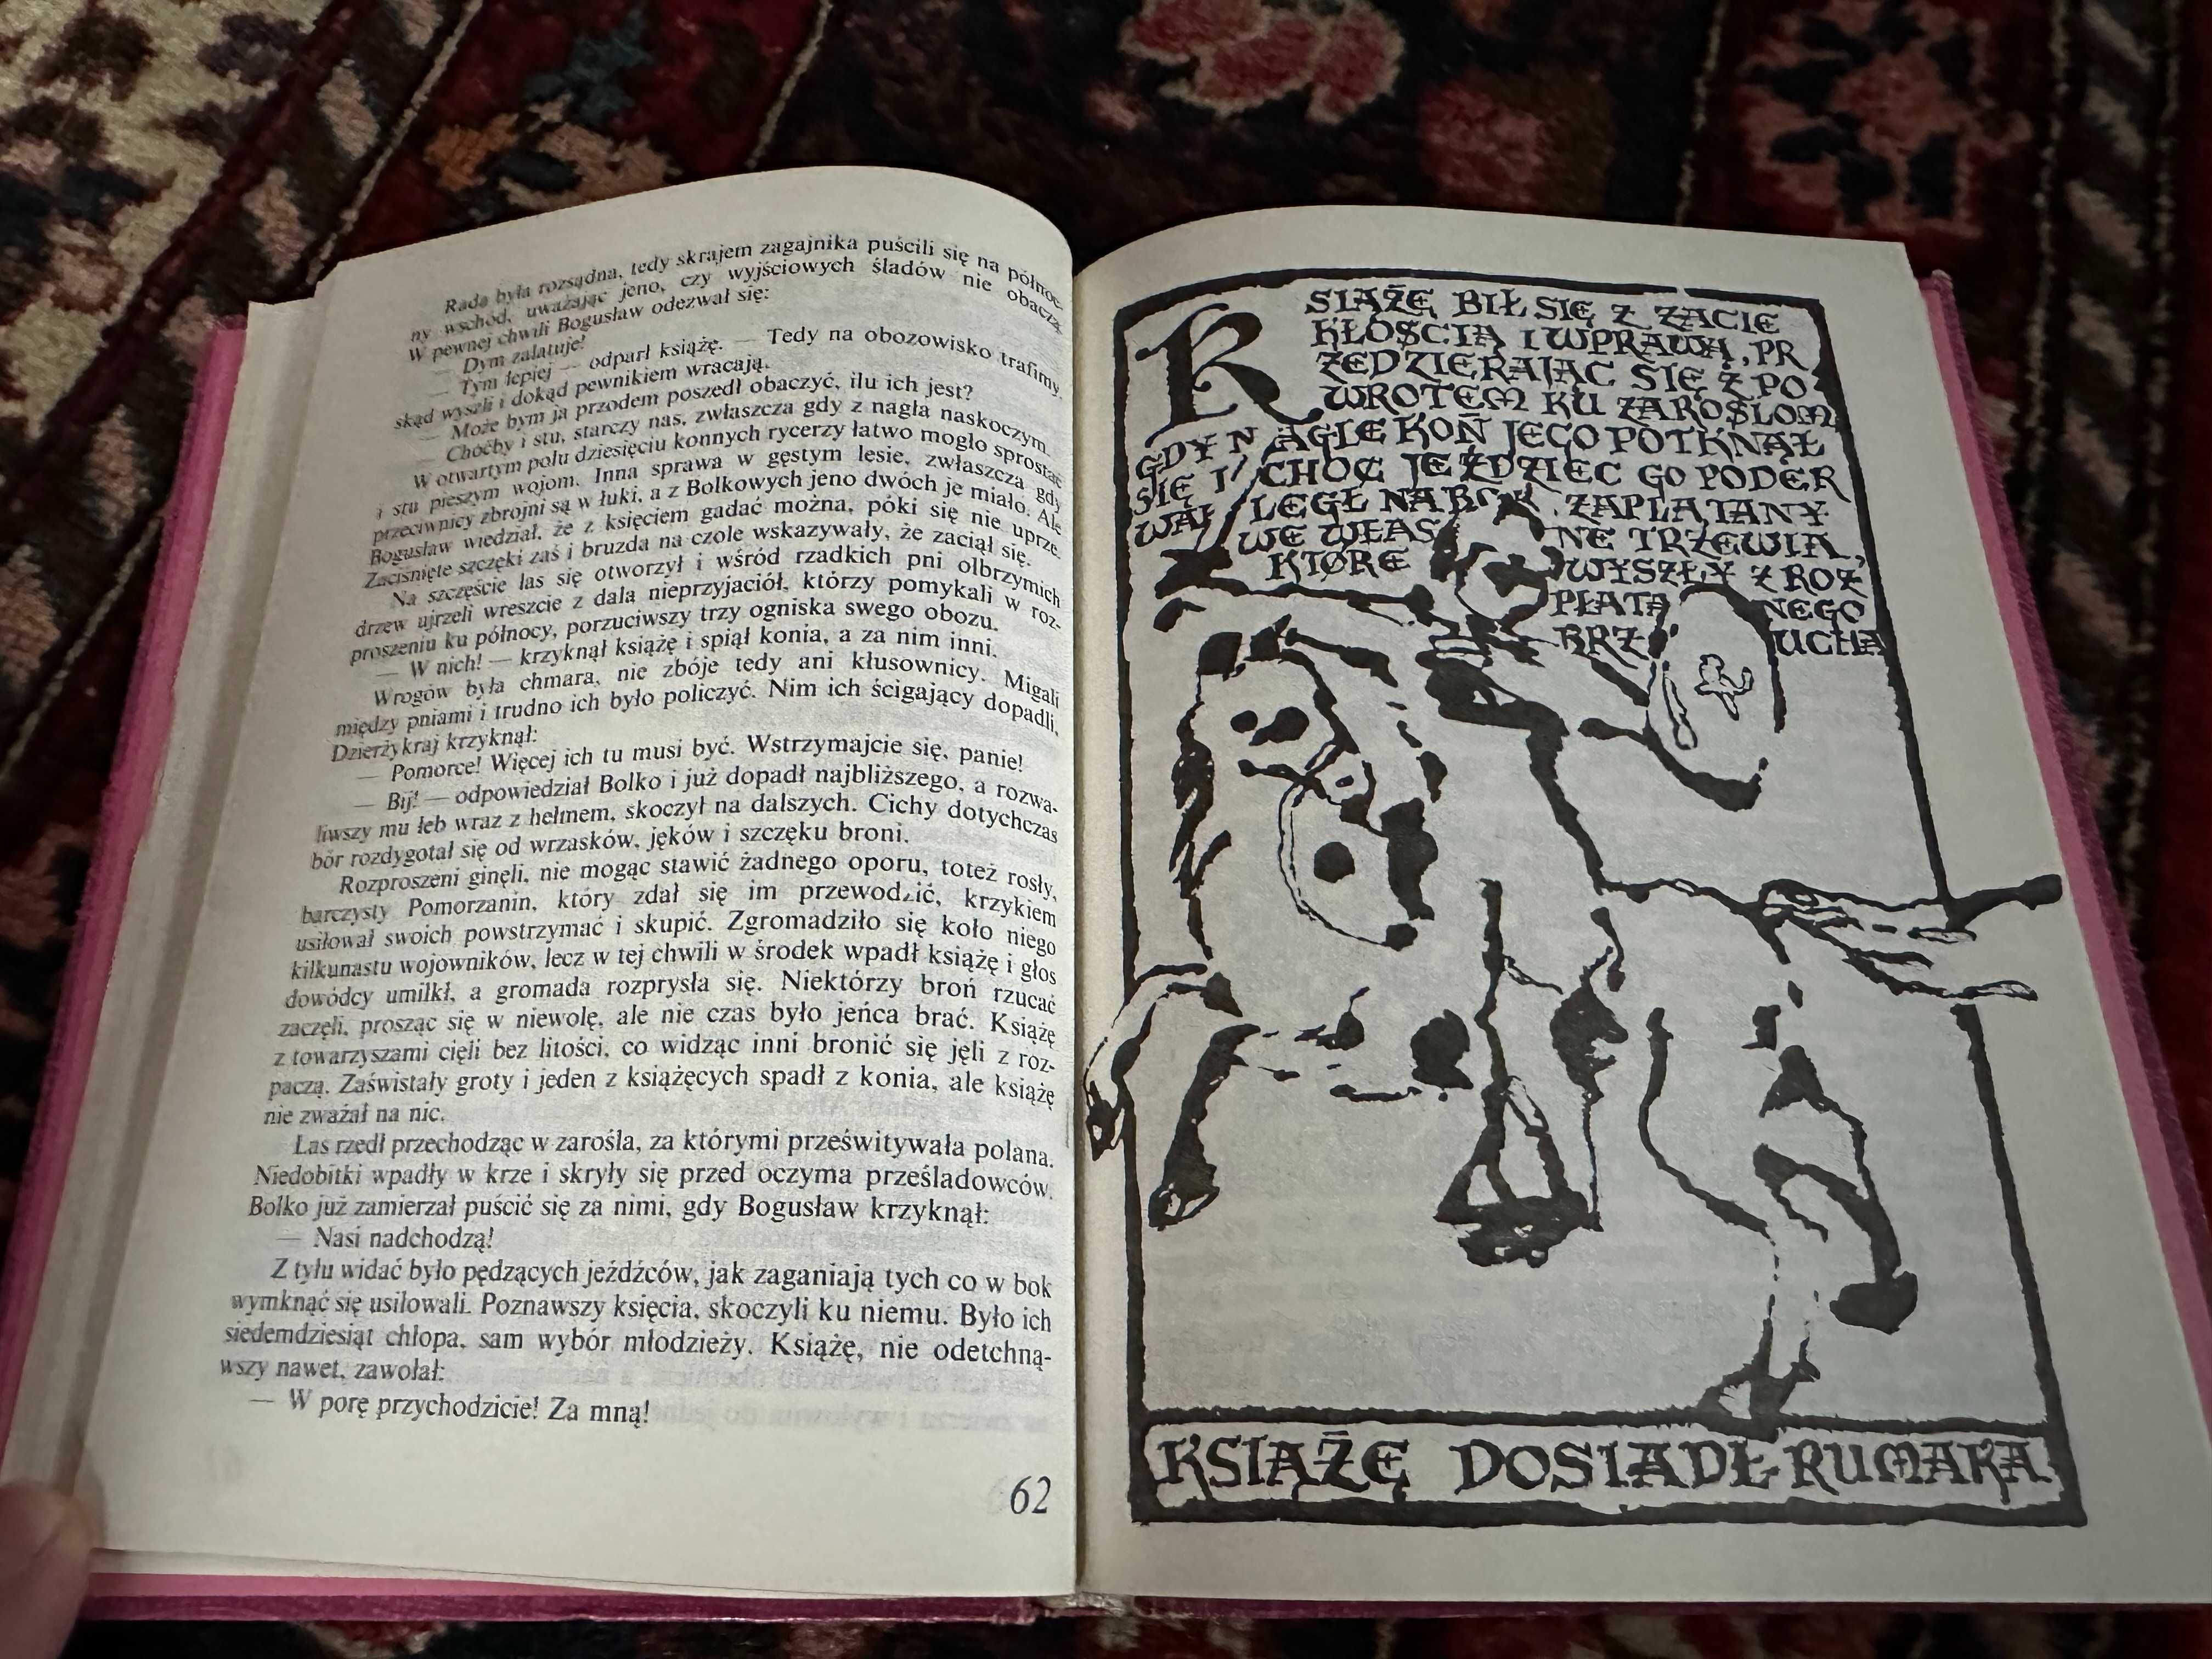 Rada była rozsądna, tedy skrajem zagajnika puścili się na północ-
ny wschód, uważając jeno, czy wyjściowych śladów nie obaczą.
W pewnej chwili Bogusław odezwał się:
— Dym zalatuje!
— Tym lepiej — odparł książę. — Tedy na obozowisko trafimy,
skąd wyszli i dokąd pewnikiem wracają.
— Może bym ja przodem poszedł obaczyć, ilu ich jest?
— Choćby i stu, starczy nas, zwłaszcza gdy z nagła naskoczym.
W otwartym polu dziesięciu konnych rycerzy łatwo mogło sprostać
i stu pieszym wojom. Inna sprawa w gęstym lesie, zwłaszcza gdy
przeciwnicy zbrojni są w łuki, a z Bolkowych jeno dwóch je miało. Ale
Bogusław wiedział, że z księciem gadać można, póki się nie uprze.
Zaciśnięte szczęki zaś i bruzda na czole wskazywały, że zaciął się.
Na szczęście las się otworzył i wśród rzadkich pni olbrzymich
drzew ujrzeli wreszcie z dala nieprzyjaciół, którzy pomykali w roz-
proszeniu ku północy, porzuciwszy trzy ogniska swego obozu.
— W nich! — krzyknął książę i spiął konia, a za nim inni.
Wrogów była chmara, nie zbóje tedy ani kłusownicy. Migali
między pniami i trudno ich było policzyć. Nim ich ścigający dopadli,
Dzierżykraj krzyknął:
— Pomorce! Więcej ich tu musi być. Wstrzymajcie się, panie!
— Bij! — odpowiedział Bolko i już dopadł najbliższego, a rozwa-
liwszy mu łeb wraz z hełmem, skoczył na dalszych. Cichy dotychczas
bór rozdygotał się od wrzasków, jęków i szczęku broni.
Rozproszeni ginęli, nie mogąc stawić żadnego oporu, toteż rosły,
barczysty Pomorzanin, który zdał się im przewodzić, krzykiem
usiłował swoich powstrzymać i skupić. Zgromadziło się koło niego
kilkunastu wojowników, lecz w tej chwili w środek wpadł książę i głos
dowódcy umilkł, a gromada rozprysła się. Niektórzy broń rzucać
zaczęli, prosząc się w niewolę, ale nie czas było jeńca brać. Książę
z towarzyszami cięli bez litości, co widząc inni bronić się jęli z roz-
paczą. Zaświstały groty i jeden z książęcych spadł z konia, ale książę
nie zważał na nic.
Las rzedł przechodząc w zarośla, za którymi prześwitywała polana.
Niedobitki wpadły w krze i skryły się przed oczyma prześladowców.
Bolko już zamierzał puścić się za nimi, gdy Bogusław krzyknął:
— Nasi nadchodzą!
Z tyłu widać było pędzących jeźdźców, jak zaganiają tych co w bok
wymknąć się usiłowali. Poznawszy księcia, skoczyli ku niemu. Było ich
siedemdziesiąt chłopa, sam wybór młodzieży. Książę, nie odetchną-
wszy nawet, zawołał:
— W porę przychodzicie! Za mną!
62
KSIĄŻĘ BIŁ SIĘ Z ZACIE
KŁOŚCIĄ I WPRAWĄ, PR
ZEDZIERAJĄC SIĘ Z PO
WROTEM KU ZAROŚLOM,
GDY NAGLE KOŃ JEGO POTKNĄŁ
SIĘ I CHOĆ JEŹDZIEC GO PODER
WAŁ LEGŁ NA BOK ZAPLĄTANY
WE WŁAS NE TRZEWIA,
KTÓRE WYSZŁY Z ROZ
PŁATA NEGO
BRZ UCHA
KSIĄŻĘ DOSIADŁ RUMAKA